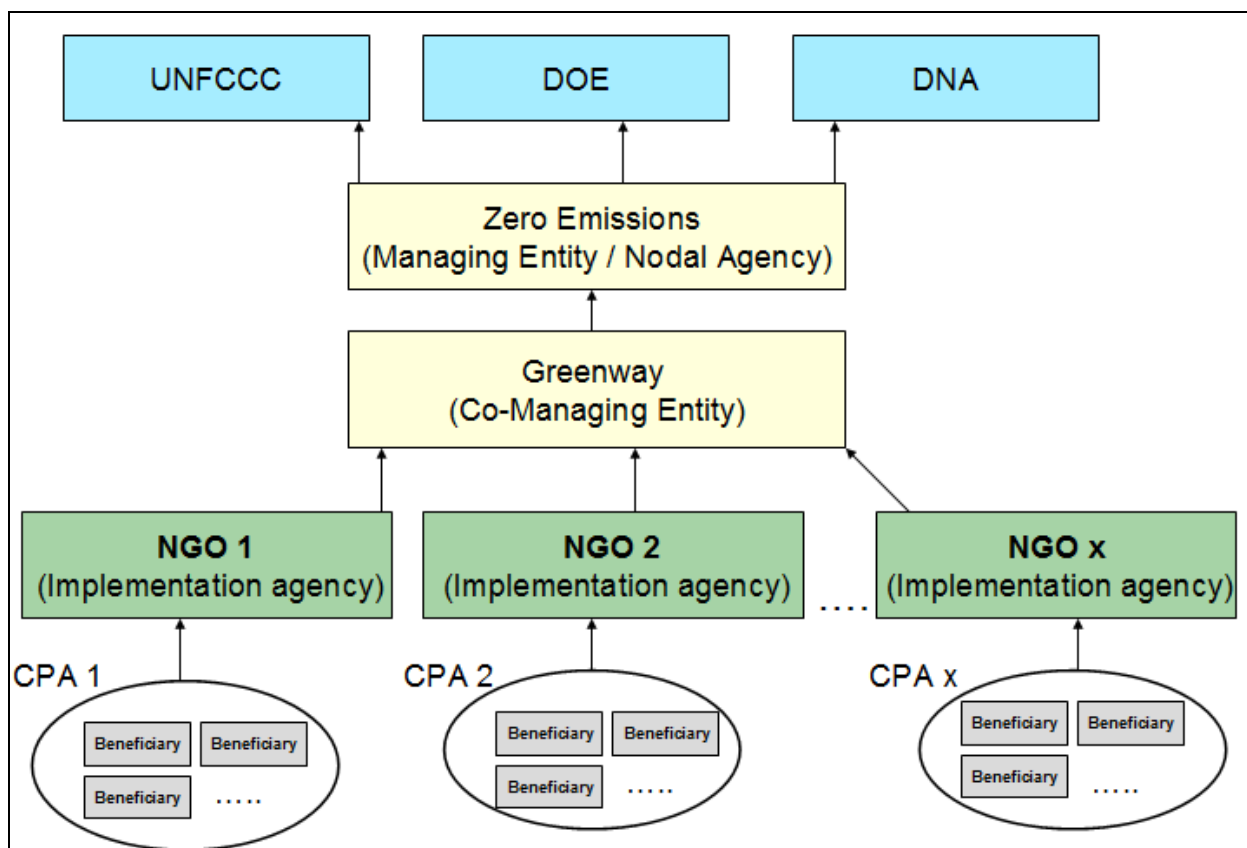 UNFCCC
DOE
DNA
Zero Emissions
(Managing Entity / Nodal Agency)
Greenway
(Co-Managing Entity)
NGO 1
(Implementation agency)
NGO 2
(Implementation agency)
....
NGO x
(Implementation agency)
CPA 1
Beneficiary
Beneficiary
Beneficiary
.....
CPA 2
Beneficiary
Beneficiary
Beneficiary
.....
CPA x
Beneficiary
Beneficiary
Beneficiary
.....